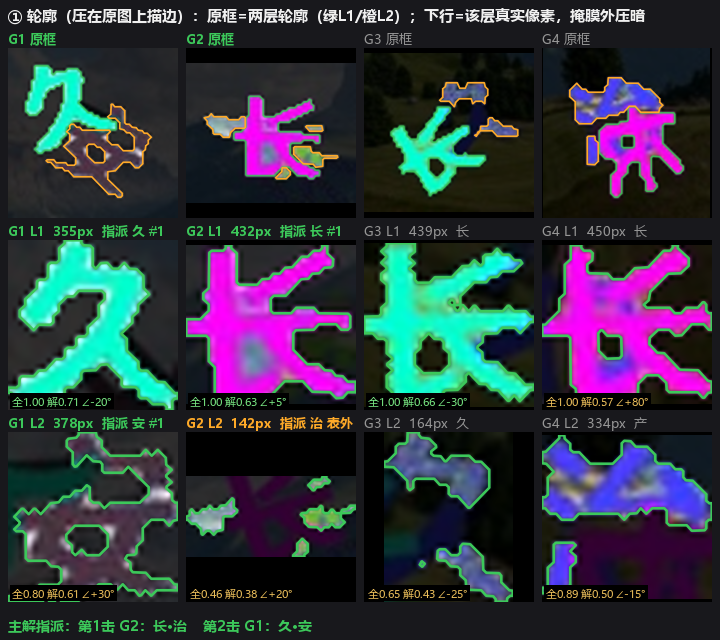 ① 轮廓（压在原图上描边）：原框=两层轮廓（绿L1/橙L2）；下行=该层真实像素，掩膜外压暗
G1 原框 G2 原框 G3 原框 G4 原框
久 长 长
G1 L1 355px 指派 久 #1 G2 L1 432px 指派 长 #1 G3 L1 439px 长 G4 L1 450px 长
久 长 长 长
全1.00 解0.71 ∠-20° 全1.00 解0.63 ∠+5° 全1.00 解0.66 ∠-30° 全1.00 解0.57 ∠+80°
G1 L2 378px 指派 安 #1 G2 L2 142px 指派 治 表外 G3 L2 164px 久 G4 L2 334px 产
全0.80 解0.61 ∠+30° 全0.46 解0.38 ∠+20° 全0.65 解0.43 ∠-25° 全0.89 解0.50 ∠-15°
主解指派：第1击 G2：长·治 第2击 G1：久·安